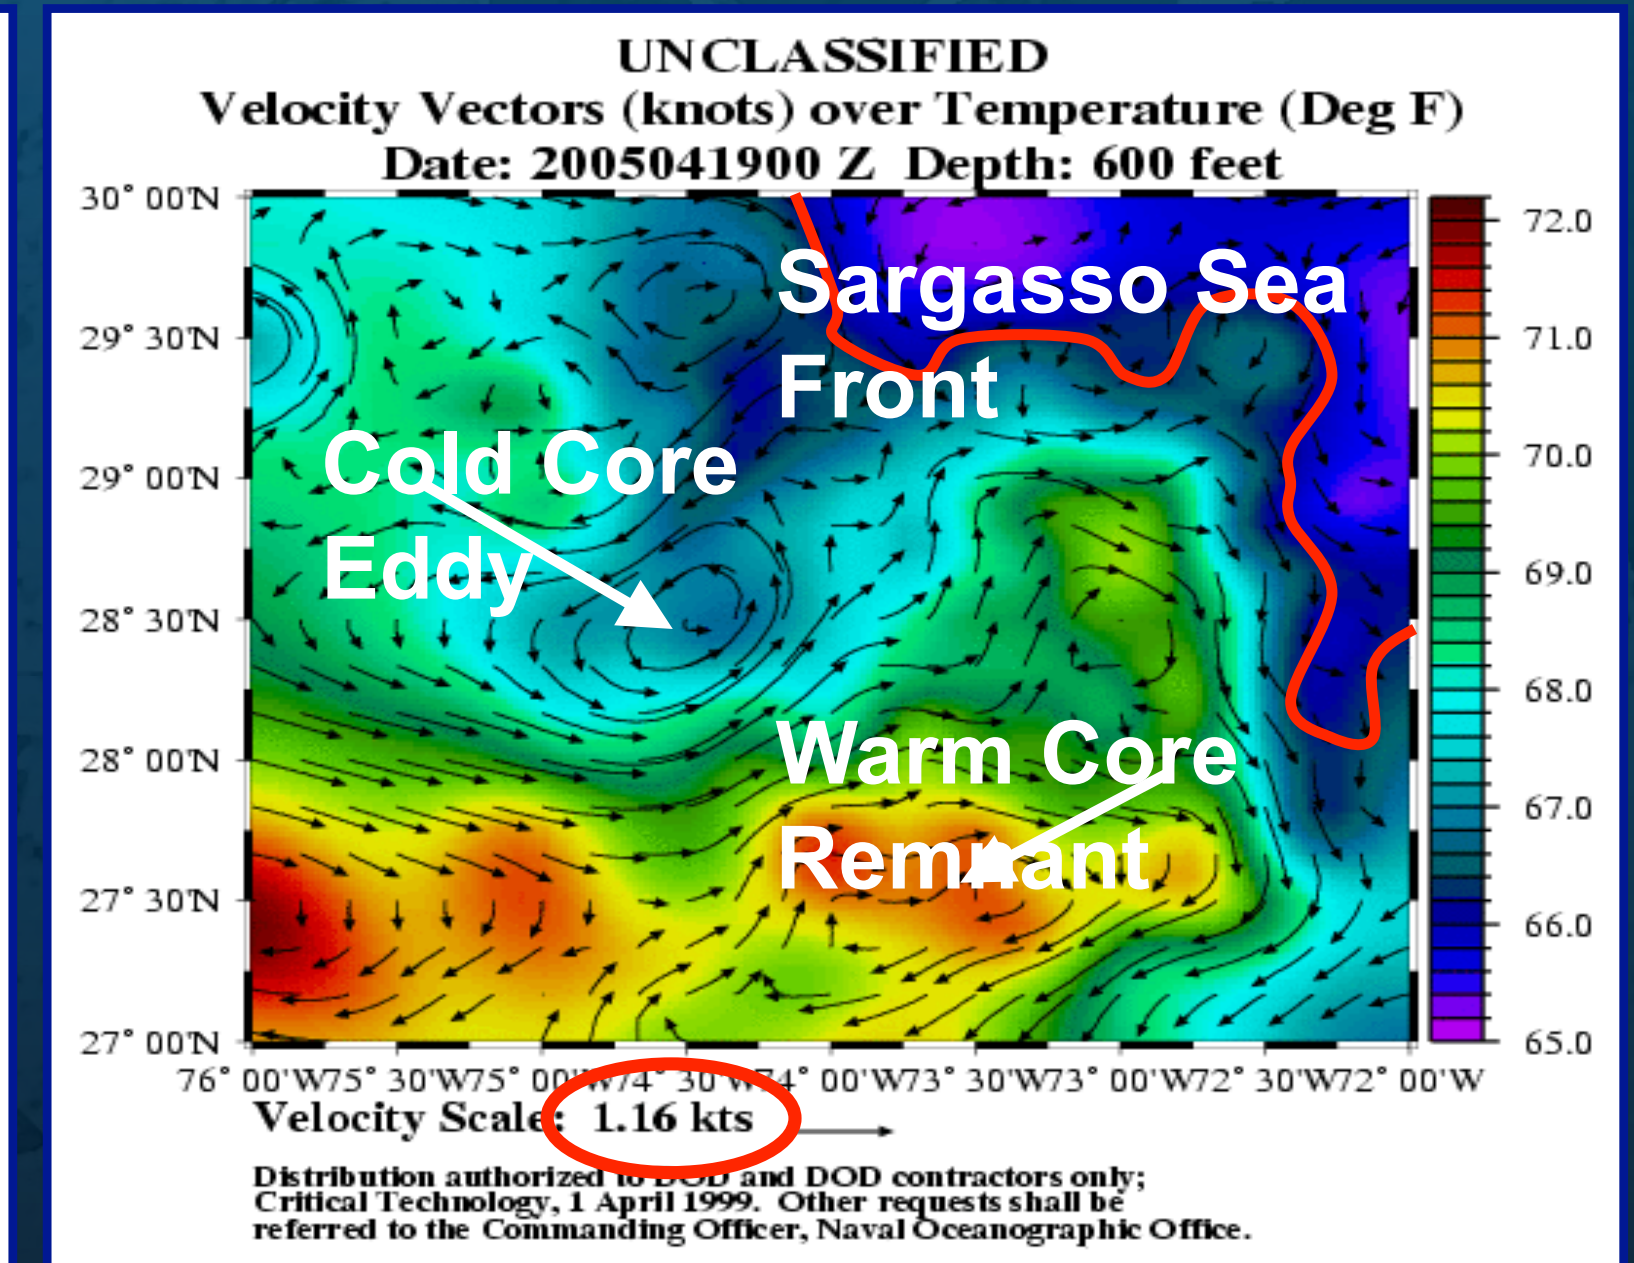 UNCLASSIFIED
Velocity Vectors (knots) over Temperature (Deg F)
Date: 2005041900 Z Depth: 600 feet
30° 00'N
29° 30'N
29° 00'N
28° 30'N
28° 00'N
27° 30'N
27° 00'N
Sargasso Sea
Front
Cold Core
Eddy
Warm Core
Remnant
72.0
71.0
70.0
69.0
68.0
67.0
66.0
65.0
76° 00'W75° 30'W75° 00'W74° 30'W74° 00'W73° 30'W73° 00'W72° 30'W72° 00'W
Velocity Scale: 1.16 kts
Distribution authorized to DOD and DOD contractors only;
Critical Technology, 1 April 1999. Other requests shall be
referred to the Commanding Officer, Naval Oceanographic Office.